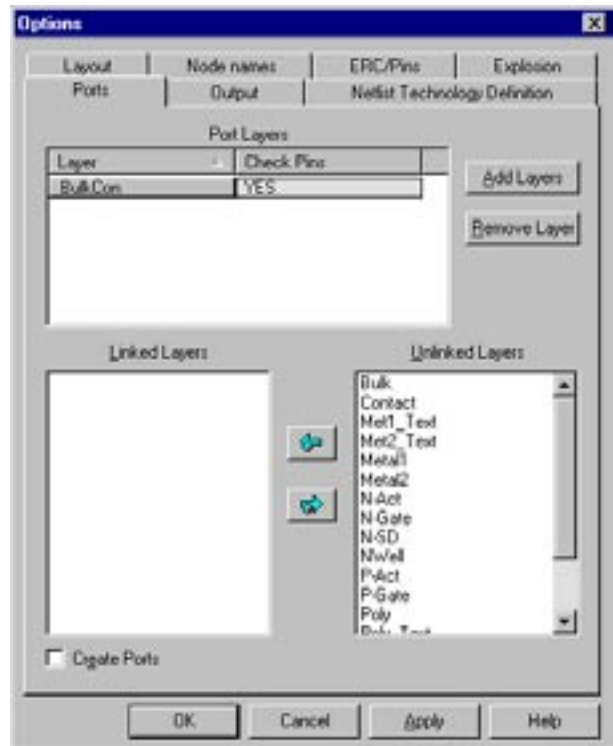 Options
Layout Node names ERC/Pins Explosion
Ports Output Netlist Technology Definition
Port Layers
Layer Check Pins
BulkCon YES
Add Layers
Remove Layer
Linked Layers Unlinked Layers
Bulk
Contact
Met1_Text
Met2_Text
Metal1
Metal2
N-Act
N-Gate
N-SD
NWell
P-Act
P-Gate
Poly
Poly_Text
Create Ports
OK Cancel Apply Help